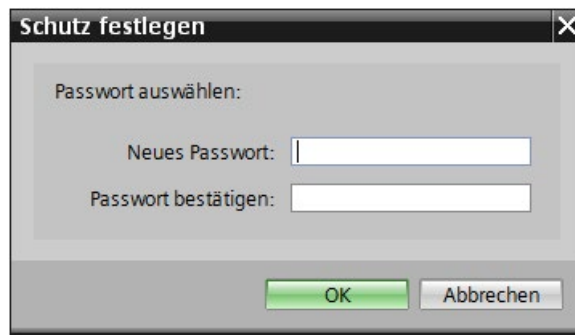 Schutz festlegen
Passwort auswählen:
Neues Passwort:
Passwort bestätigen:
OK Abbrechen